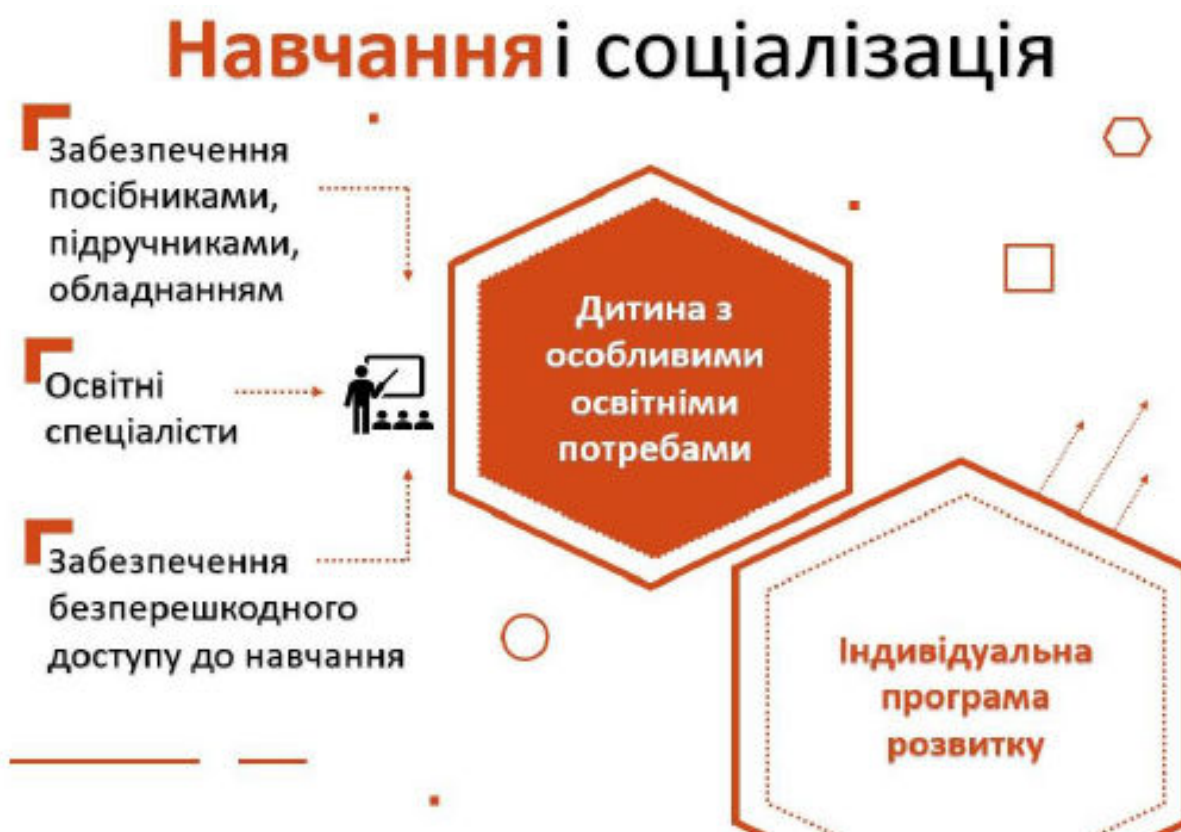 Навчання і соціалізація
Забезпечення
посібниками,
підручниками,
обладнанням
Освітні
спеціалісти
Забезпечення
безперешкодного
доступу до навчання
Дитина з
особливими
освітніми
потребами
Індивідуальна
програма
розвитку